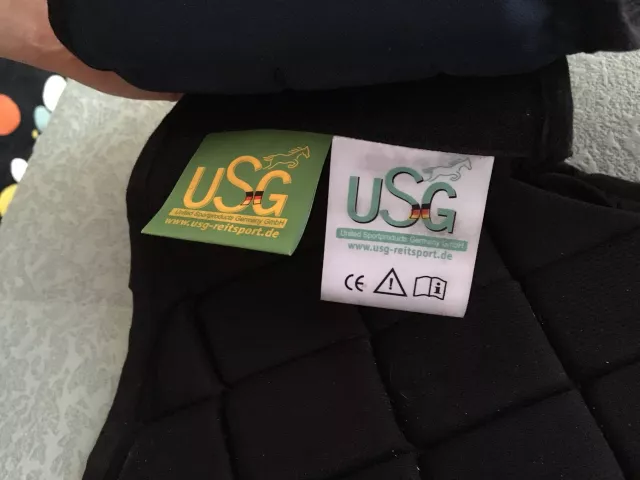 USG
United Sportproducts Germany GmbH
www.usg-reitsport.de
USG
United Sportproducts Germany GmbH
www.usg-reitsport.de
CE